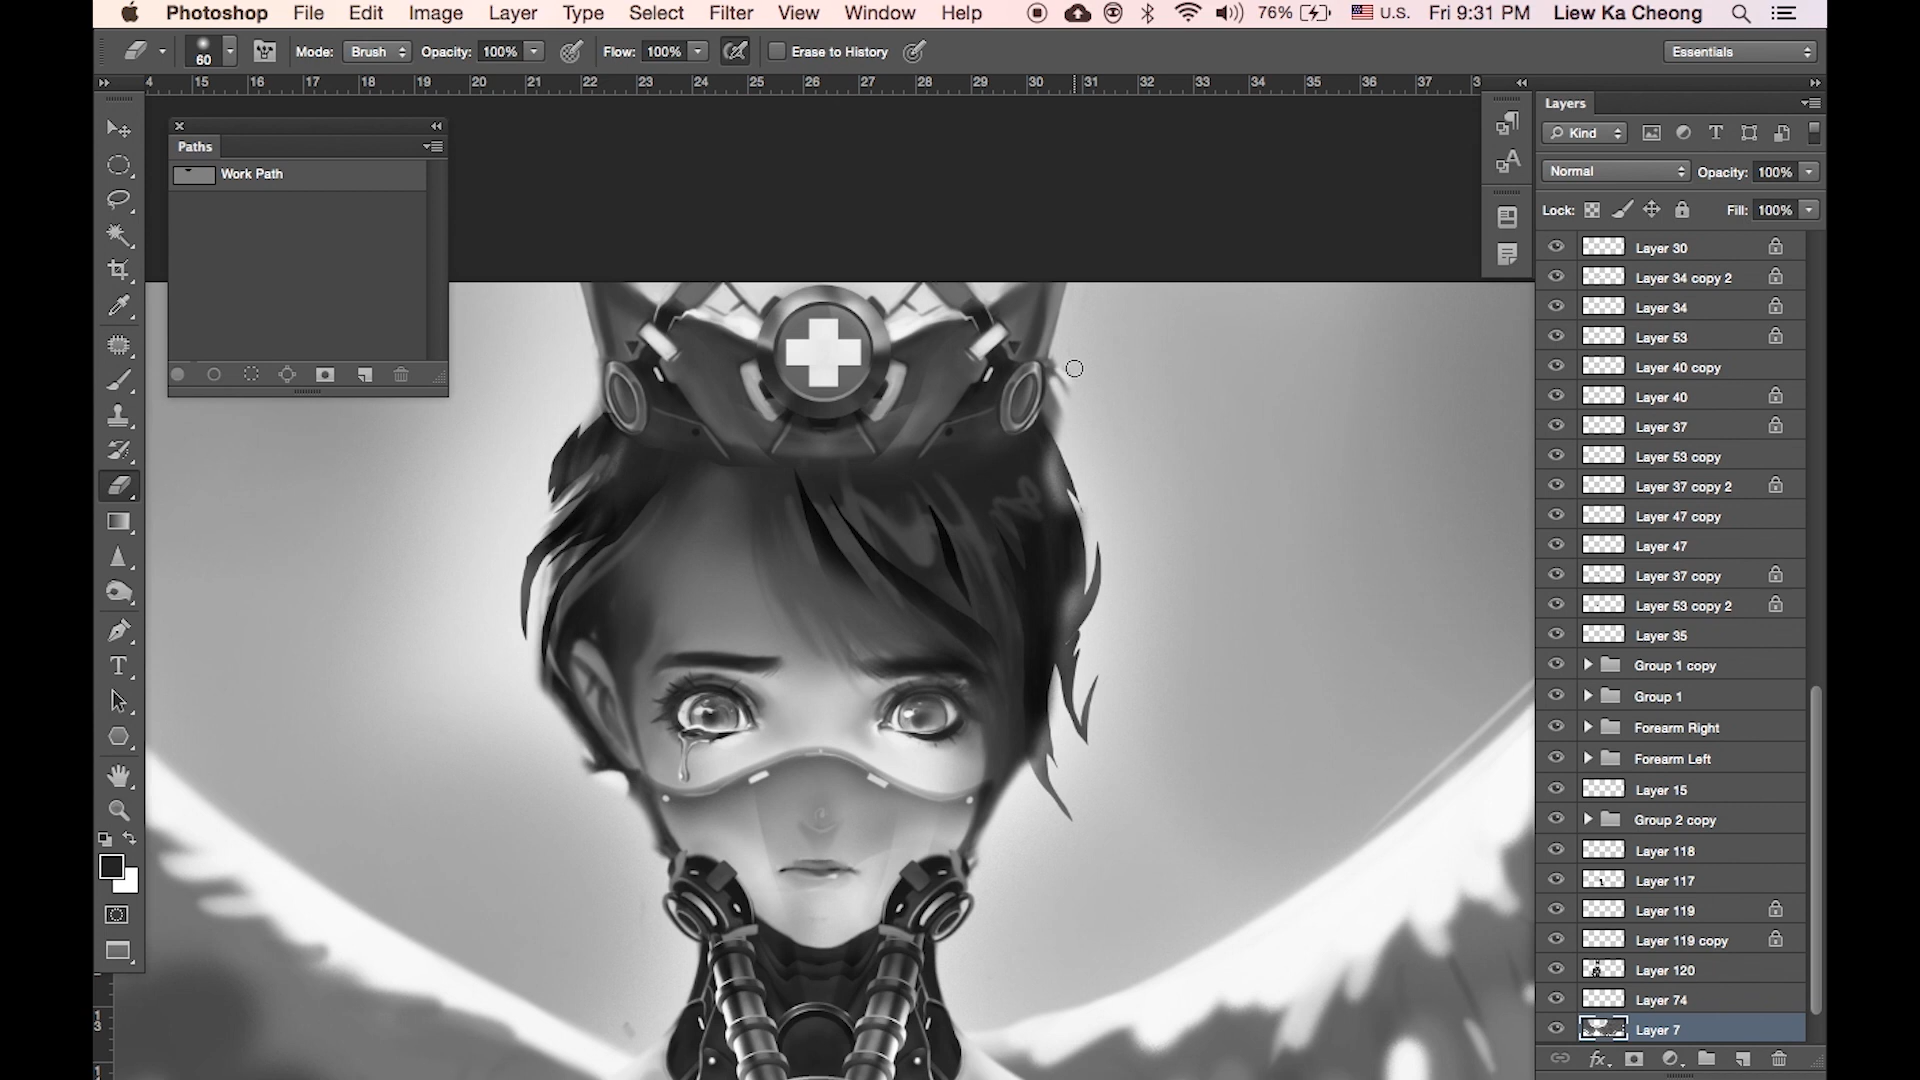 Photoshop File Edit Image Layer Type Select Filter View Window Help 76% U.S. Fri 9:31 PM Liew Ka Cheong
60 Mode: Brush Opacity: 100% Flow: 100% Erase to History Essentials
4 15 16 17 18 19 20 21 22 23 24 25 26 27 28 29 30 31 32 33 34 35 36 37 3
Paths
Work Path
Layers
Kind
Normal Opacity: 100%
Lock: Fill: 100%
Layer 30
Layer 34 copy 2
Layer 34
Layer 53
Layer 40 copy
Layer 40
Layer 37
Layer 53 copy
Layer 37 copy 2
Layer 47 copy
Layer 47
Layer 37 copy
Layer 53 copy 2
Layer 35
Group 1 copy
Group 1
Forearm Right
Forearm Left
Layer 15
Group 2 copy
Layer 118
Layer 117
Layer 119
Layer 119 copy
Layer 120
Layer 74
Layer 7
fx
1
3
1